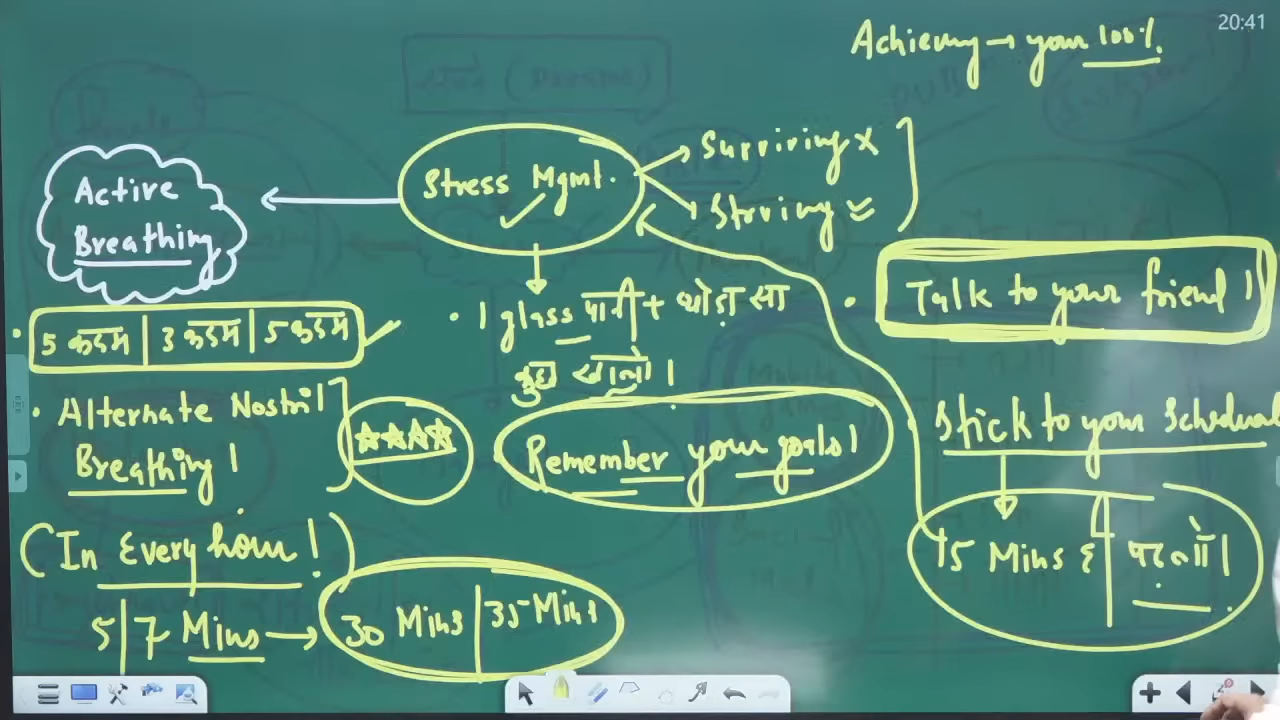 20:41
Achieving → your 100%.
Stress Mgmt.
Surviving ×
Striving
Active
Breathing
5 कदम | 3 कदम | 5 कदम
• Alternate Nostril
Breathing |
(In Every hour!)
5 | 7 Mins → 30 Mins | 35 Mins
• 1 glass पानी + थोड़ा सा
Remember your goals |
• Talk to your friend |
Stick to your Schedual
15 Mins